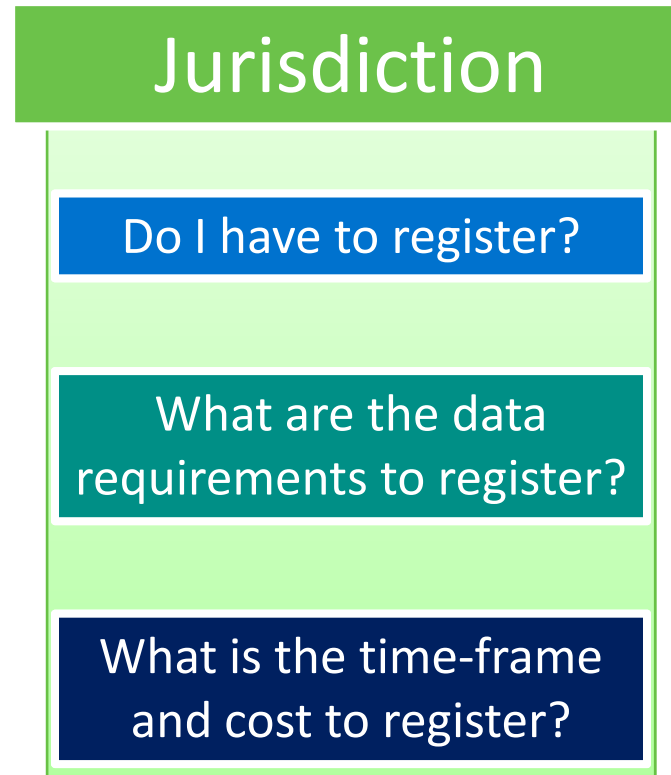 Jurisdiction
Do I have to register?
What are the data
requirements to register?
What is the time-frame
and cost to register?